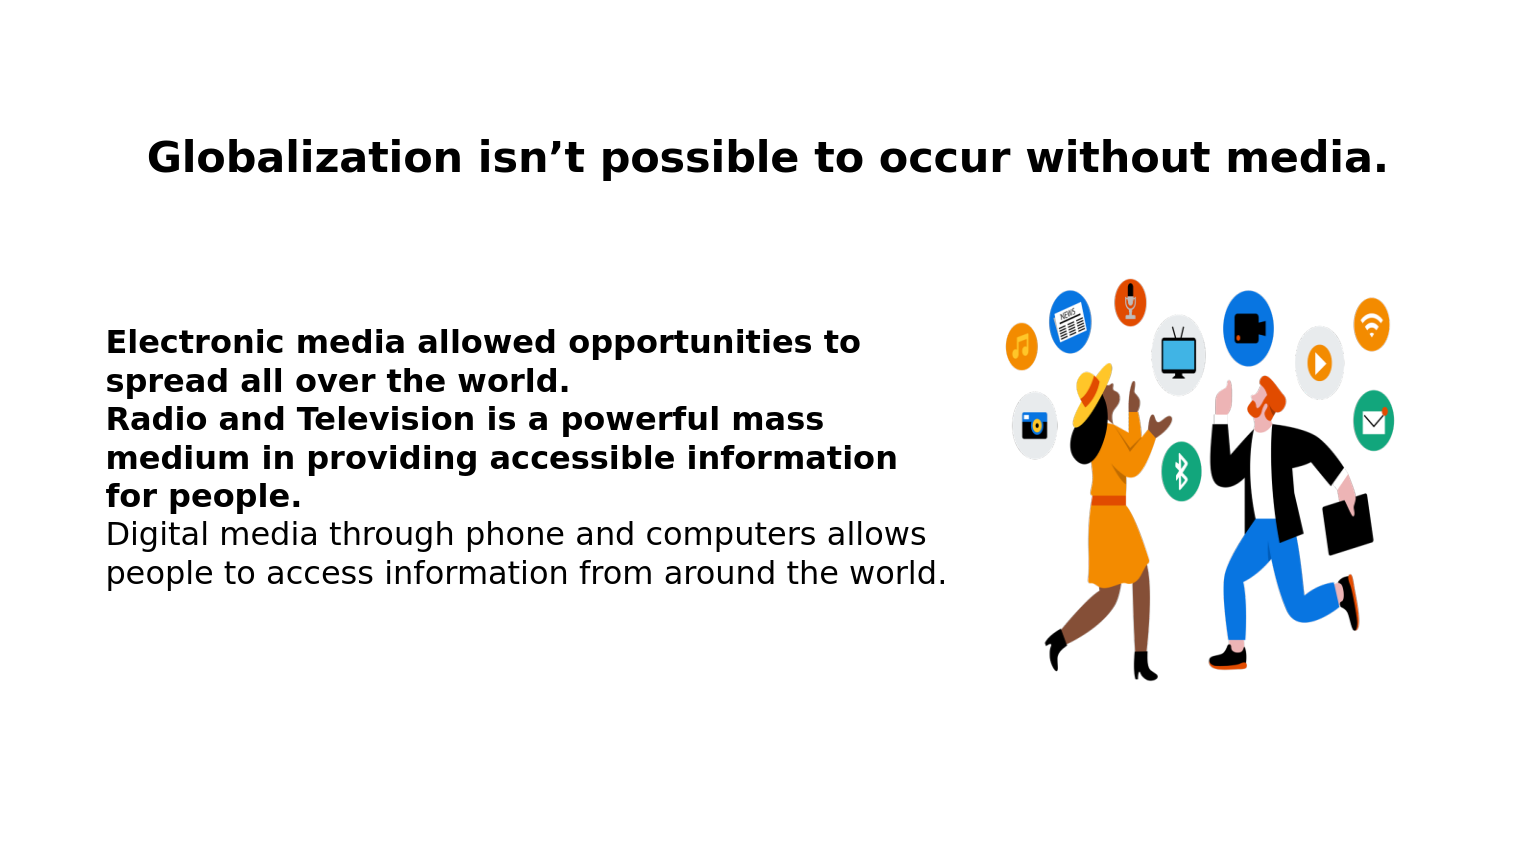 Globalization isn’t possible to occur without media.
Electronic media allowed opportunities to
spread all over the world.
Radio and Television is a powerful mass
medium in providing accessible information
for people.
Digital media through phone and computers allows
people to access information from around the world.
NEWS